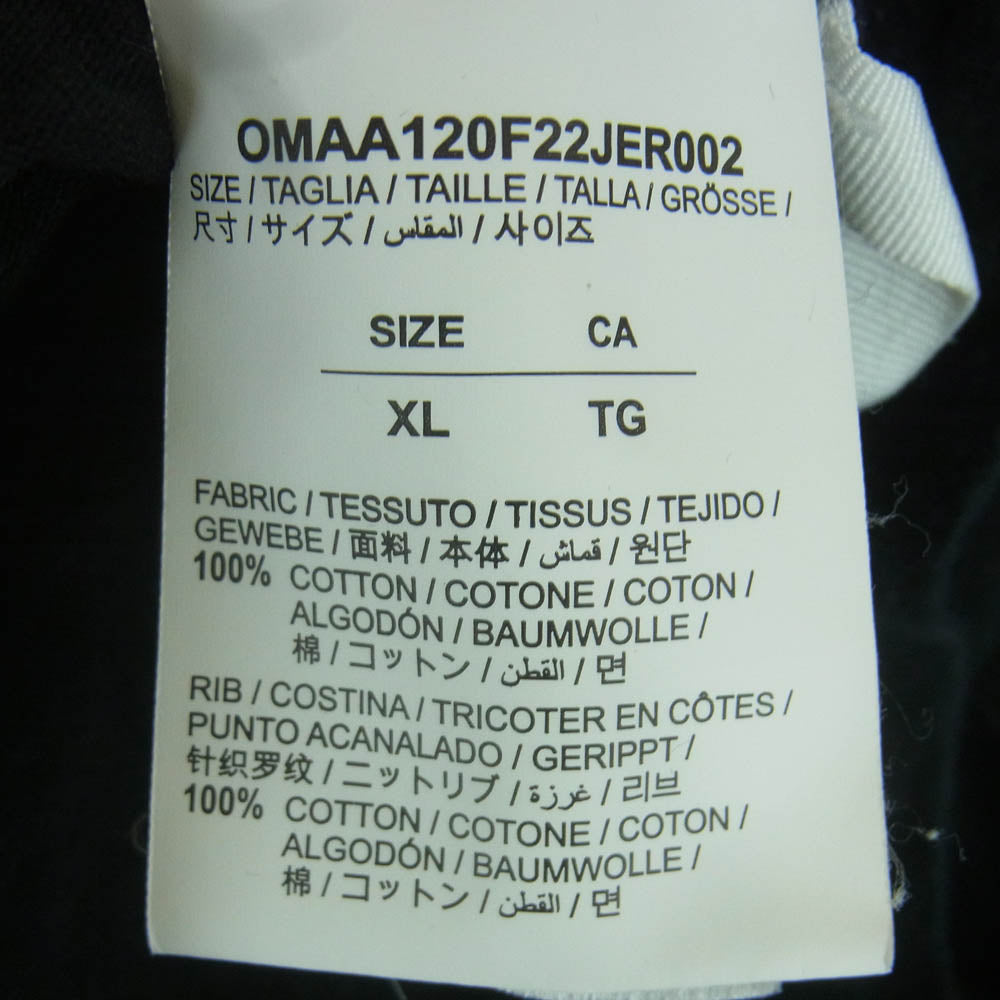 OMAA120F22JER002
SIZE / TAGLIA / TAILLE / TALLA / GRÖSSE /
尺寸 / サイズ / المقاس / 사이즈
SIZE CA
XL TG
FABRIC / TESSUTO / TISSUS / TEJIDO /
GEWEBE / 面料 / 本体 / قماش / 원단
100% COTTON / COTONE / COTON /
ALGODÓN / BAUMWOLLE /
棉 / コットン / القطن / 면
RIB / COSTINA / TRICOTER EN CÔTES /
PUNTO ACANALADO / GERIPPT /
针织罗纹 / ニットリブ / غرزة / 리브
100% COTTON / COTONE / COTON /
ALGODÓN / BAUMWOLLE /
棉 / コットン / القطن / 면